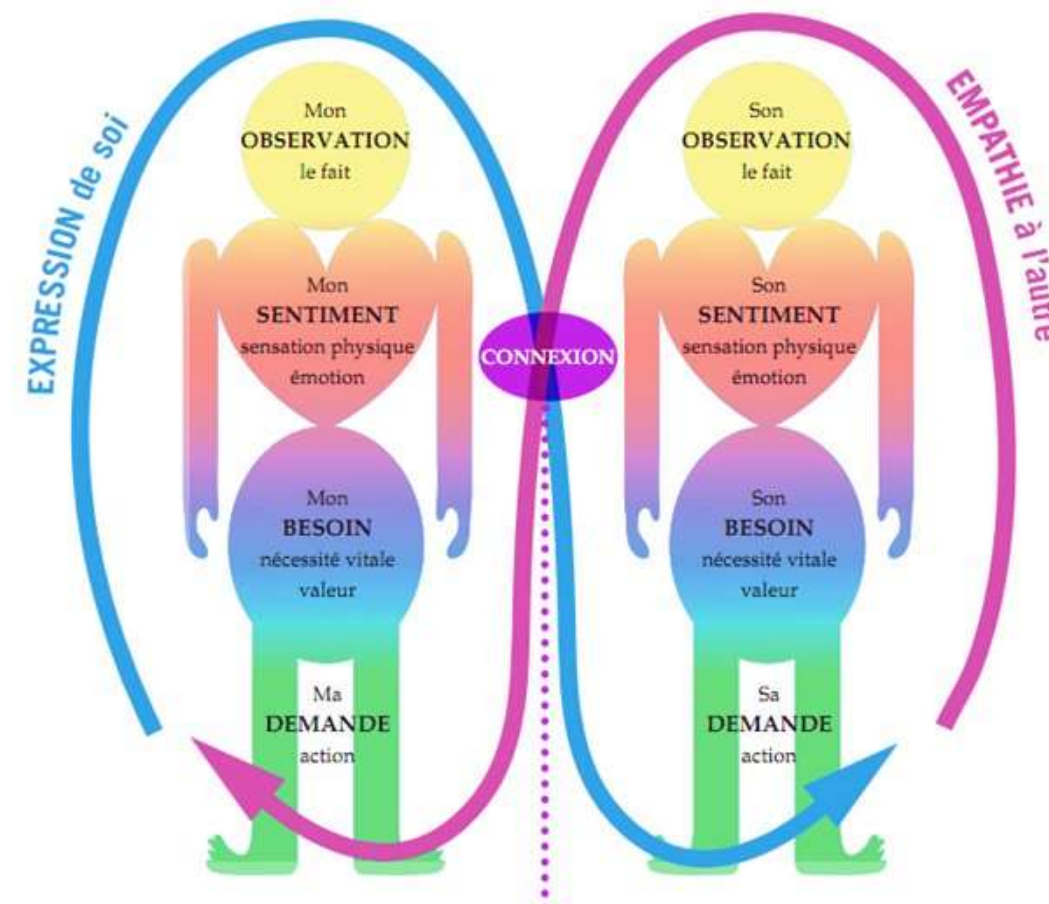 EXPRESSION de soi
Mon
OBSERVATION
le fait
Mon
SENTIMENT
sensation physique
émotion
Mon
BESOIN
nécessité vitale
valeur
Ma
DEMANDE
action
CONNEXION
Son
OBSERVATION
le fait
Son
SENTIMENT
sensation physique
émotion
Son
BESOIN
nécessité vitale
valeur
Sa
DEMANDE
action
EMPATHIE à l'autre